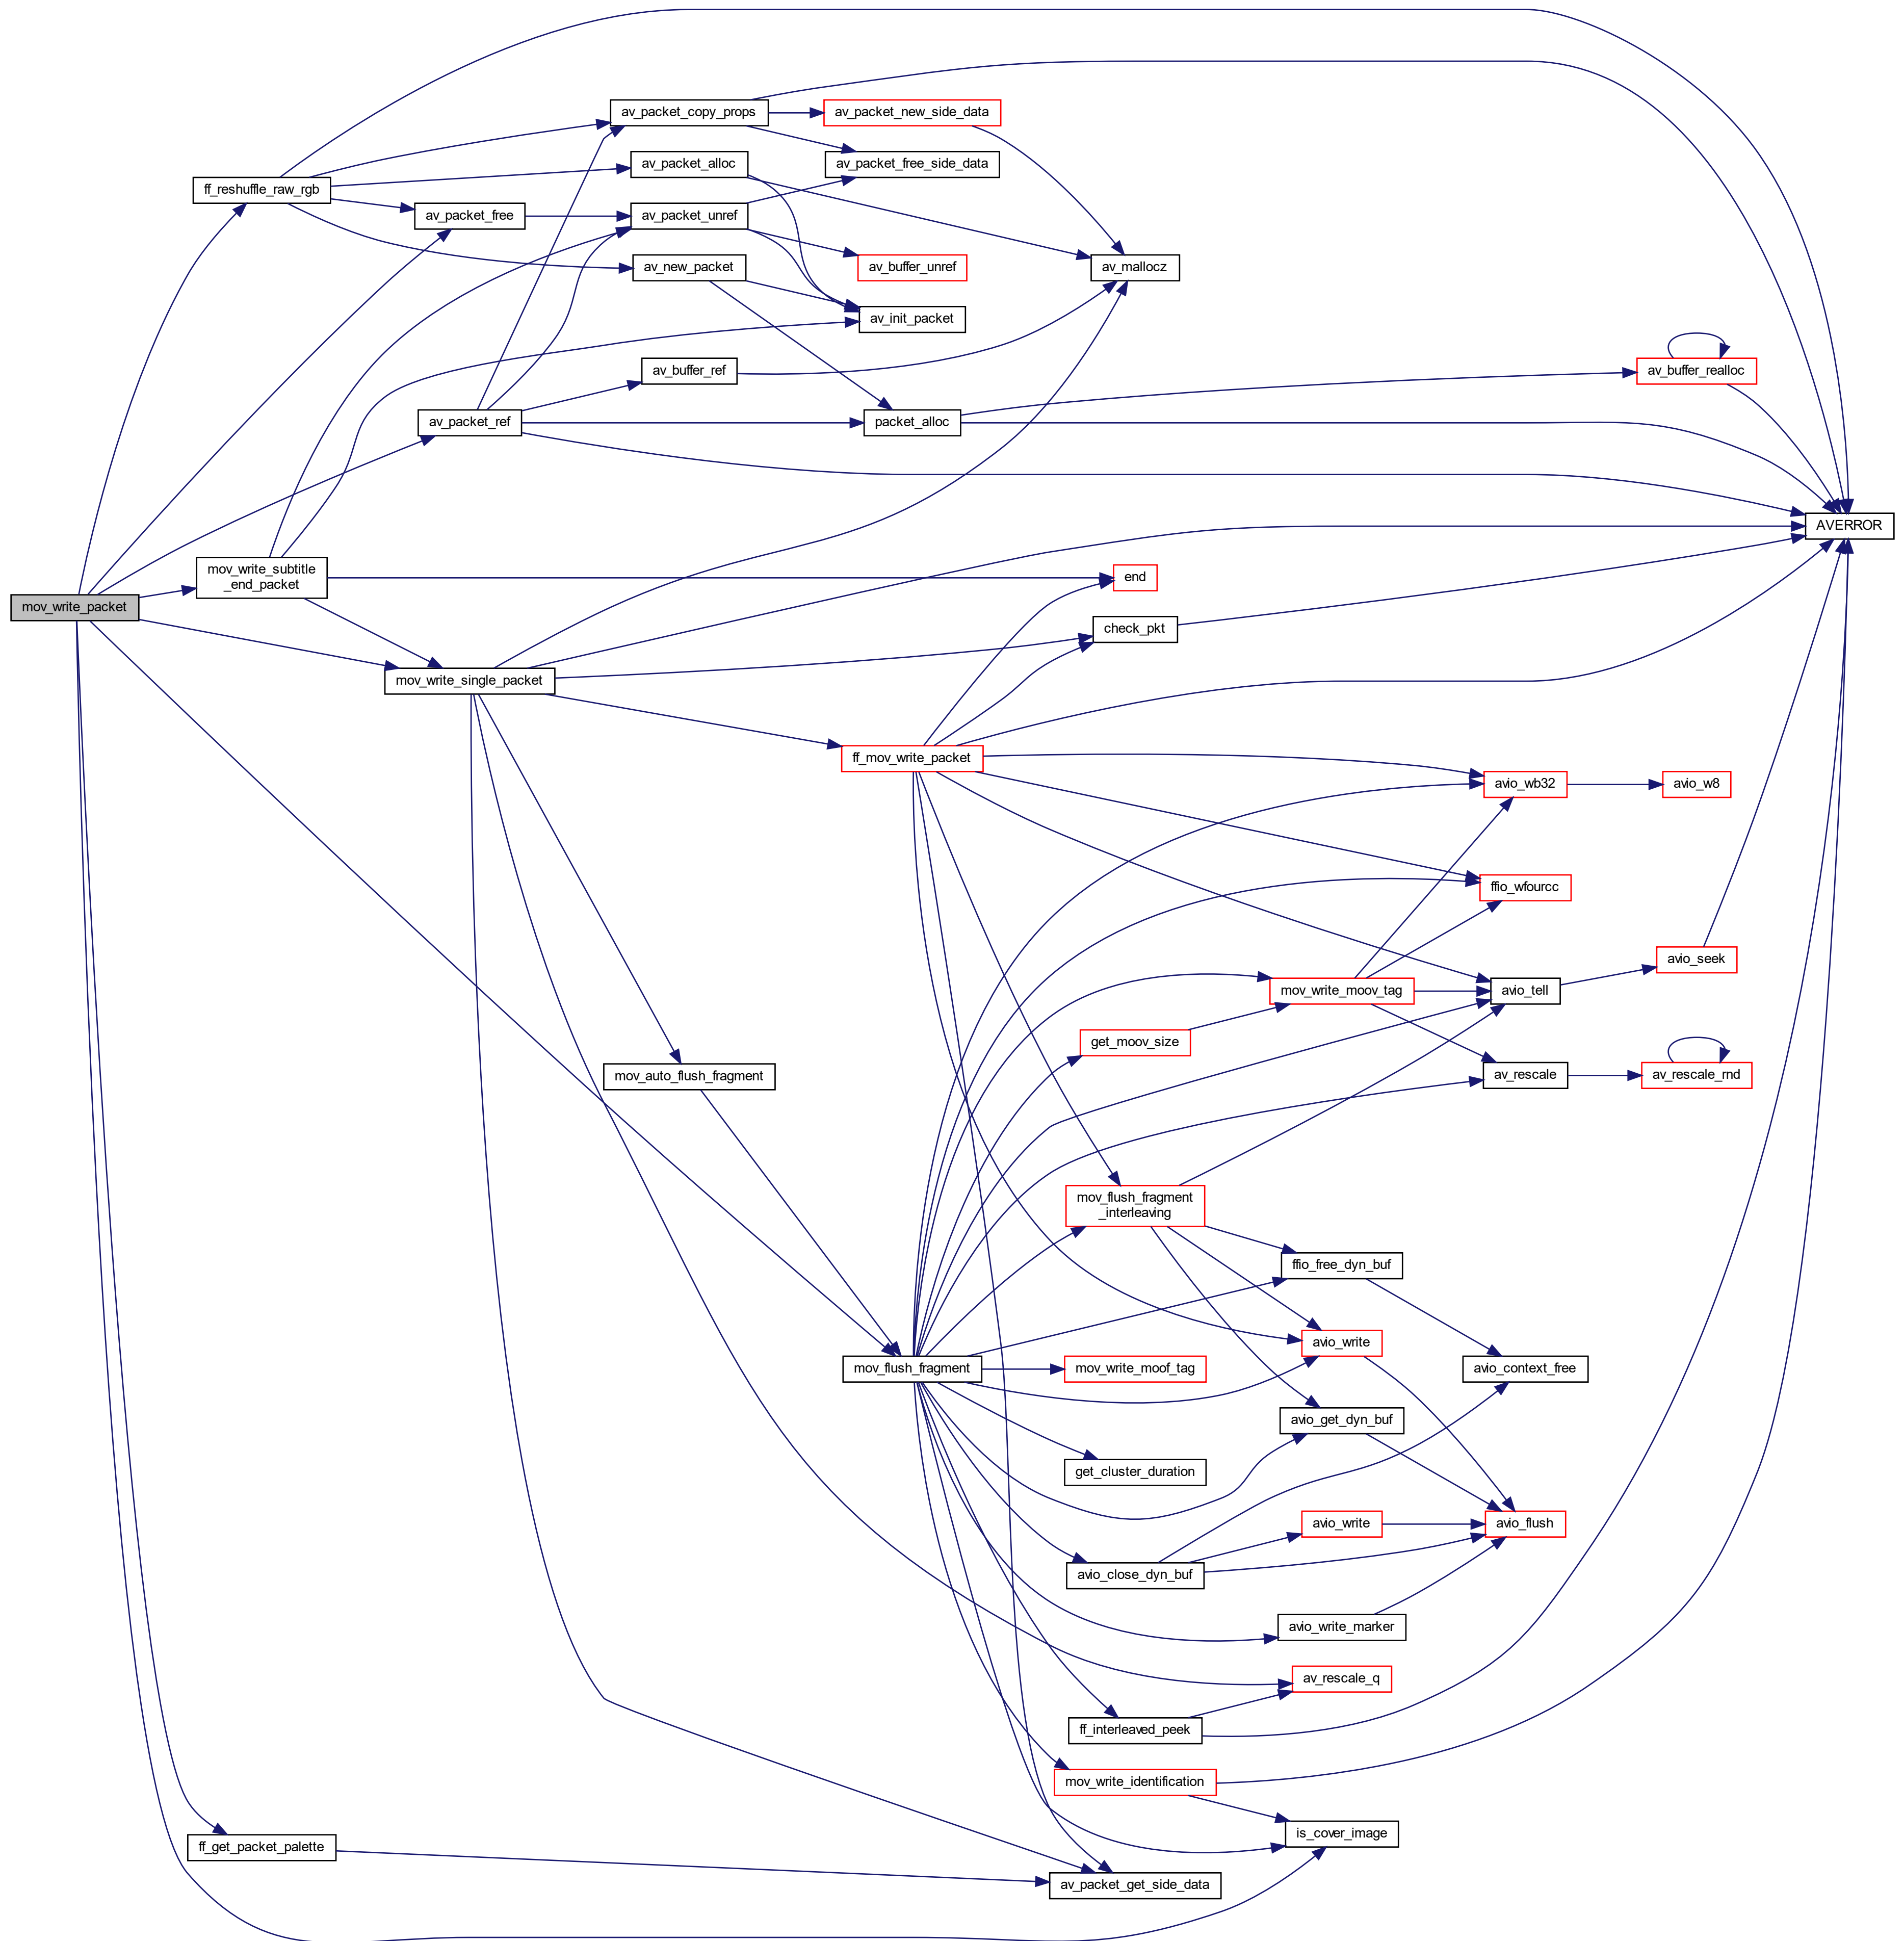 av_packet_copy_props
av_packet_new_side_data
av_packet_alloc
av_packet_free_side_data
ff_reshuffle_raw_rgb
av_packet_free
av_packet_unref
av_new_packet
av_buffer_unref
av_mallocz
av_init_packet
av_buffer_ref
av_buffer_realloc
av_packet_ref
packet_alloc
AVERROR
mov_write_subtitle
_end_packet
end
mov_write_packet
check_pkt
mov_write_single_packet
ff_mov_write_packet
avio_wb32
avio_w8
ffio_wfourcc
avio_seek
mov_write_moov_tag
avio_tell
get_moov_size
mov_auto_flush_fragment
av_rescale
av_rescale_rnd
mov_flush_fragment
_interleaving
ffio_free_dyn_buf
avio_write
mov_flush_fragment
mov_write_moof_tag
avio_context_free
avio_get_dyn_buf
get_cluster_duration
avio_write
avio_flush
avio_close_dyn_buf
avio_write_marker
av_rescale_q
ff_interleaved_peek
mov_write_identification
is_cover_image
ff_get_packet_palette
av_packet_get_side_data